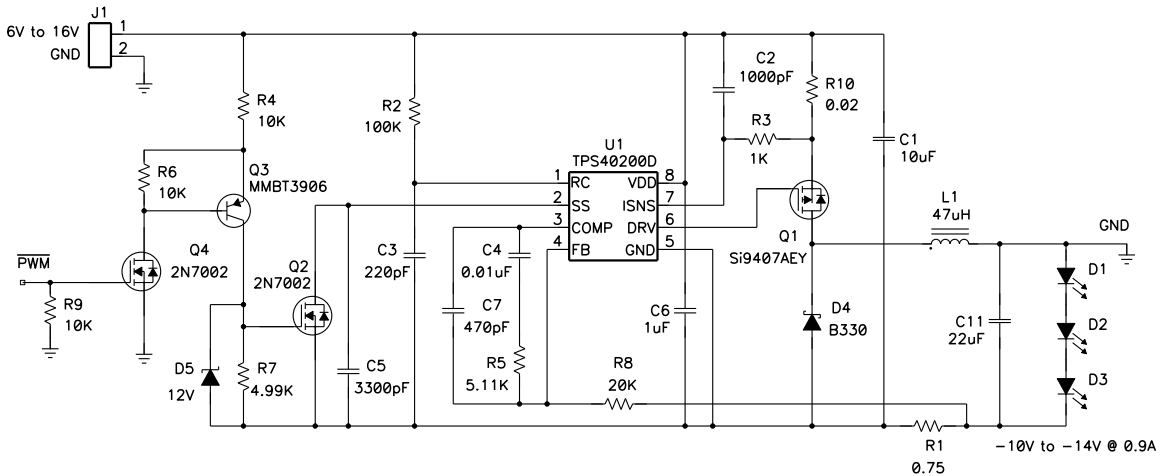 J1
6V to 16V
1
GND
2
R4
10K
R2
100K
C2
1000pF
R10
0.02
R3
1K
C1
10uF
R6
10K
Q3
MMBT3906
U1
TPS40200D
1 RC VDD 8
2 SS ISNS 7
3 COMP DRV 6
4 FB GND 5
L1
47uH
GND
Q1
Si9407AEY
PWM
Q4
2N7002
Q2
2N7002
C3
220pF
C4
0.01uF
C7
470pF
C6
1uF
D4
B330
D1
D2
D3
C11
22uF
R9
10K
D5
12V
R7
4.99K
C5
3300pF
R5
5.11K
R8
20K
R1
0.75
-10V to -14V @ 0.9A